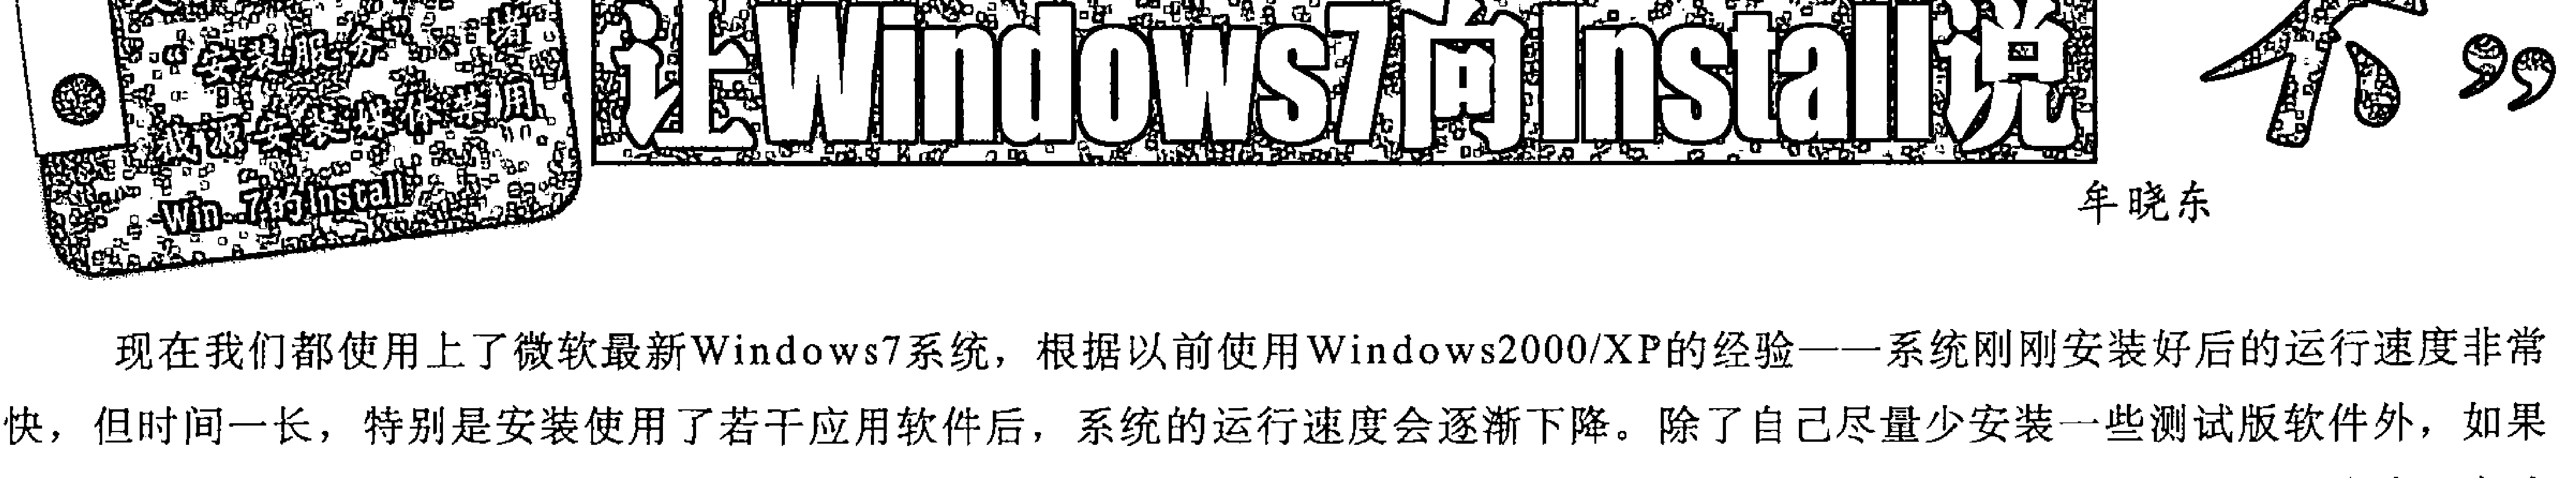 安装服务
被源安装媒体禁用
Win 7的Install
让Windows7向Install说 不”
牟晓东
现在我们都使用上了微软最新Windows7系统，根据以前使用Windows2000/XP的经验——系统刚刚安装好后的运行速度非常
快，但时间一长，特别是安装使用了若干应用软件后，系统的运行速度会逐渐下降。除了自己尽量少安装一些测试版软件外，如果